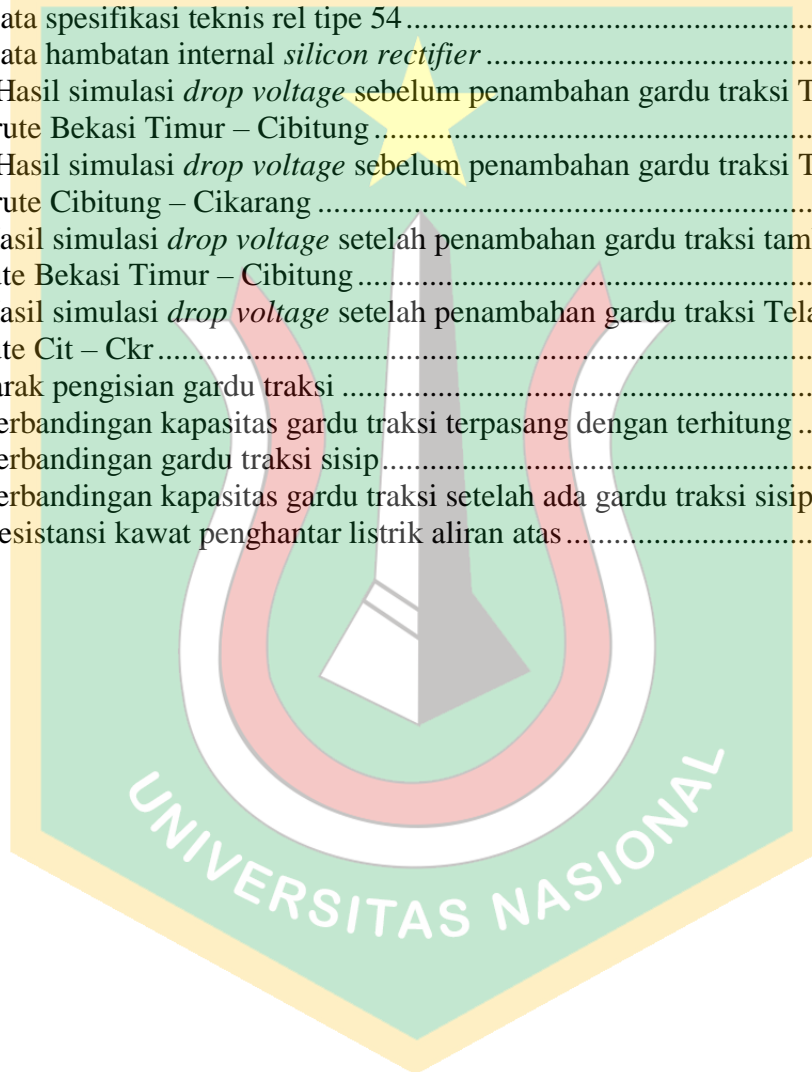 ata spesifikasi teknis rel tipe 54
ata hambatan internal silicon rectifier
Hasil simulasi drop voltage sebelum penambahan gardu traksi T
rute Bekasi Timur – Cibitung
Hasil simulasi drop voltage sebelum penambahan gardu traksi T
rute Cibitung – Cikarang
asil simulasi drop voltage setelah penambahan gardu traksi tam
te Bekasi Timur – Cibitung
asil simulasi drop voltage setelah penambahan gardu traksi Tela
te Cit – Ckr
arak pengisian gardu traksi
erbandingan kapasitas gardu traksi terpasang dengan terhitung
erbandingan gardu traksi sisip
erbandingan kapasitas gardu traksi setelah ada gardu traksi sisip
esistansi kawat penghantar listrik aliran atas
UNIVERSITAS NASIONAL